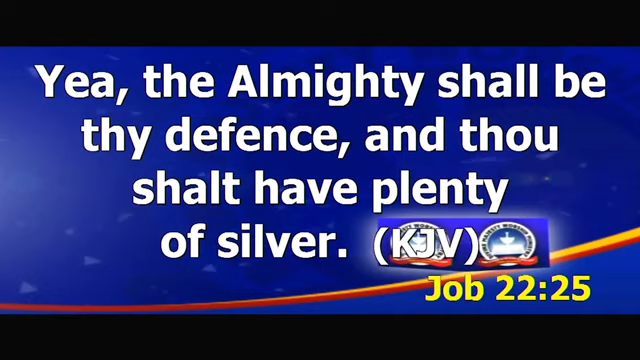 Yea, the Almighty shall be
thy defence, and thou
shalt have plenty
of silver. (KJV)
Job 22:25